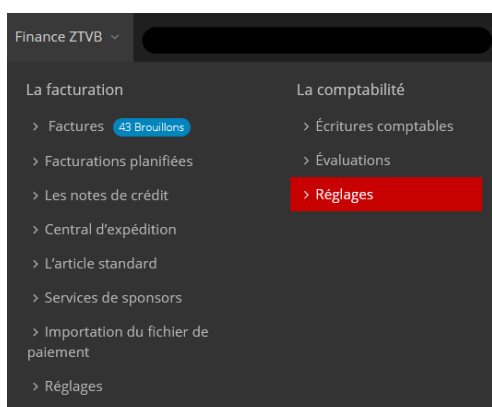 Finance ZTVB
La facturation
> Factures 43 Brouillons
> Facturations planifiées
> Les notes de crédit
> Central d'expédition
> L'article standard
> Services de sponsors
> Importation du fichier de
paiement
> Réglages
La comptabilité
> Écritures comptables
> Évaluations
> Réglages